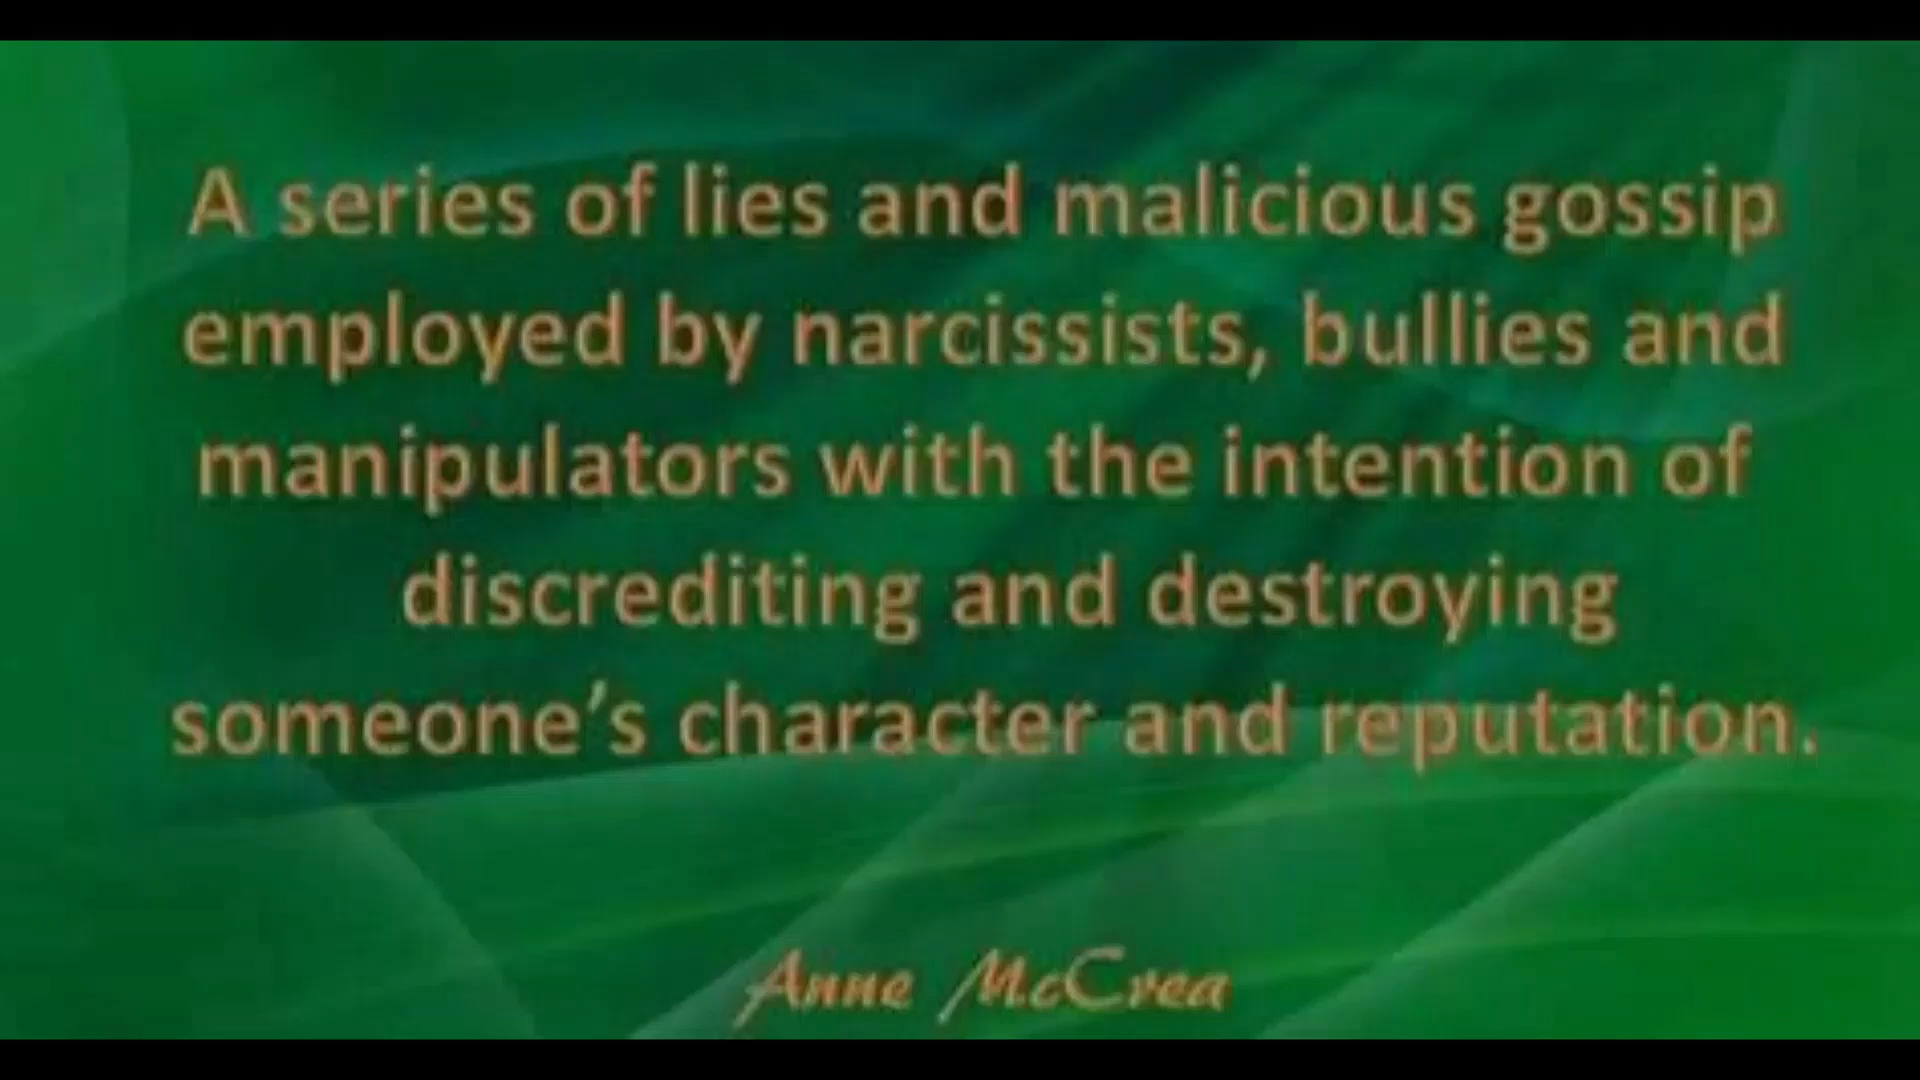 A series of lies and malicious gossip
employed by narcissists, bullies and
manipulators with the intention of
discrediting and destroying
someone’s character and reputation.
Anne McCrea